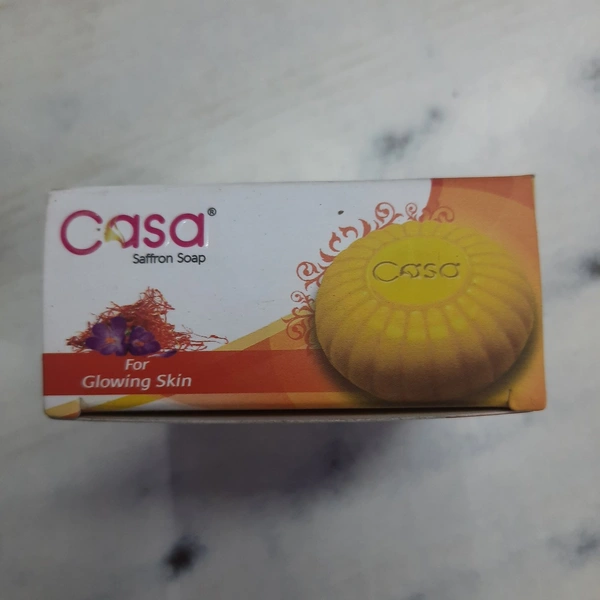 Casa®
Saffron Soap
For
Glowing Skin
Casa